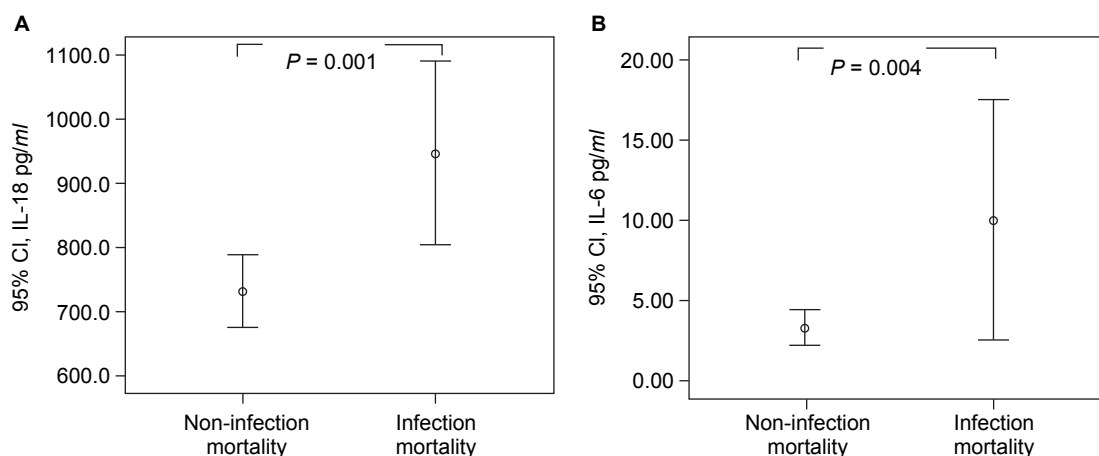 A
95% CI, IL-18 pg/ml
1100.0
1000.0
900.0
800.0
700.0
600.0
P = 0.001
Non-infection
mortality
Infection
mortality
B
95% CI, IL-6 pg/ml
20.00
15.00
10.00
5.00
0.00
P = 0.004
Non-infection
mortality
Infection
mortality